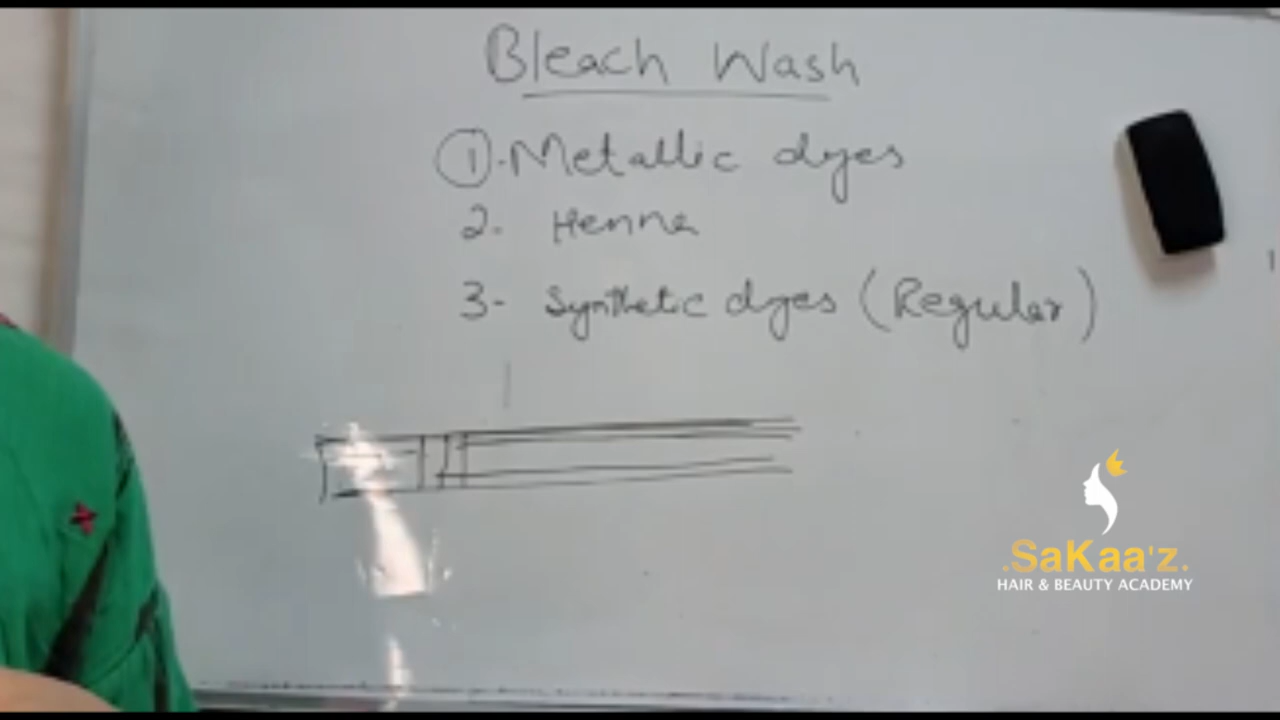 Bleach Wash
①. Metallic dyes
2. Henna
3- Synthetic dyes (Regular)
.SaKaa'z.
HAIR & BEAUTY ACADEMY